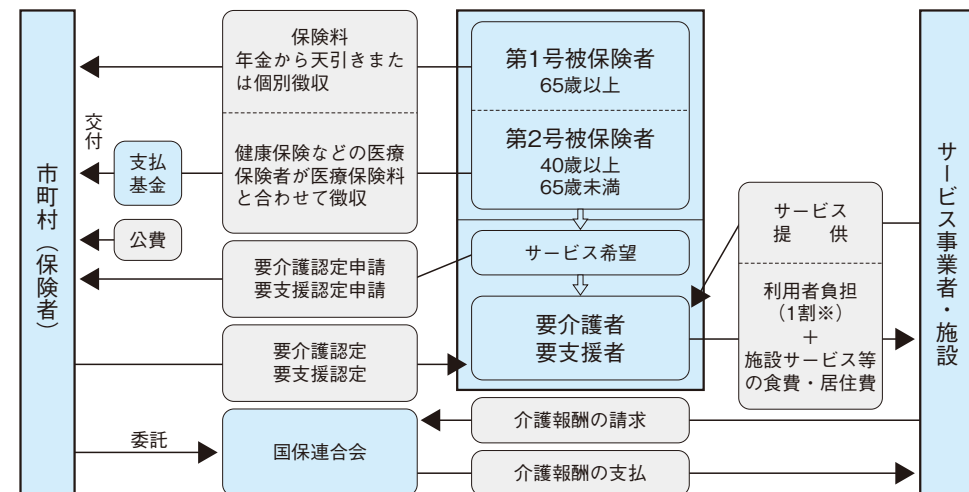 市町村（保険者）
交付
支払
基金
公費
保険料
年金から天引きまた
は個別徴収
健康保険などの医療
保険者が医療保険料
と合わせて徴収
要介護認定申請
要支援認定申請
要介護認定
要支援認定
委託
国保連合会
第1号被保険者
65歳以上
第2号被保険者
40歳以上
65歳未満
サービス希望
要介護者
要支援者
介護報酬の請求
介護報酬の支払
サービス
提　供
利用者負担
（1割※）
＋
施設サービス等
の食費・居住費
サービス事業者・施設